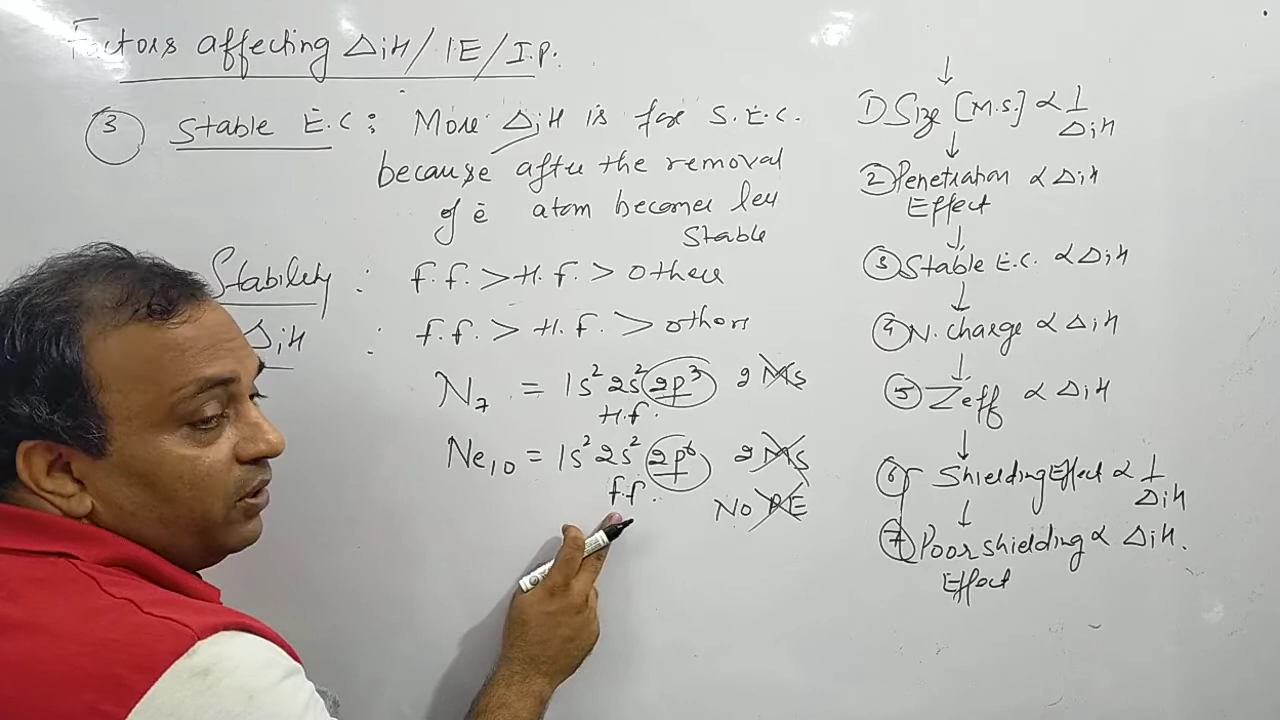 Factors affecting ΔiH/IE/I.P.
③ Stable E.C: More ΔiH is for S.E.C.
because after the removal
of ē atom becomes less
Stable
Stability : f.f. > H.f. > others
ΔiH : f.f. > H.f. > others
N₇ = 1s² 2s² 2p³ 2 MS
H.f.
Ne₁₀ = 1s² 2s² 2p⁶ 2 MS
f.f. NO PE
↓
① Size [M.S.] ∝ 1/ΔiH
↓
② Penetration ∝ ΔiH
Effect
↓
③ Stable E.C. ∝ ΔiH
↓
④ N. charge ∝ ΔiH
↓
⑤ Zeff ∝ ΔiH
↓
⑥ Shielding Effect ∝ 1/ΔiH
↓
⑦ Poor shielding ∝ ΔiH.
Effect